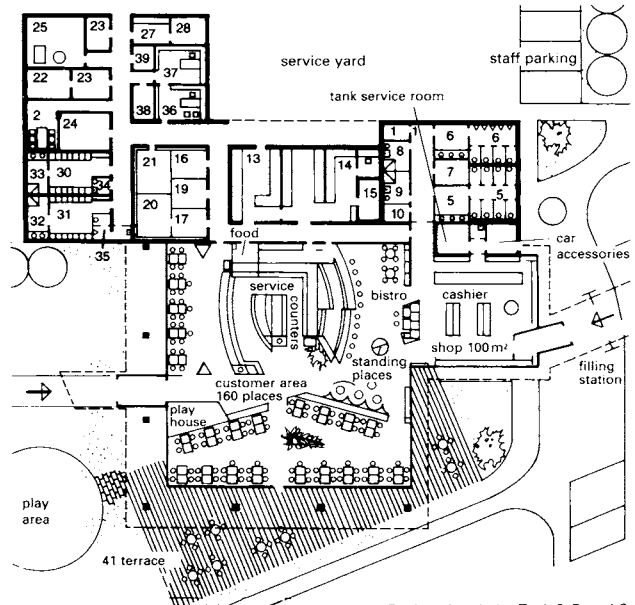 25
23
27
28
service yard
staff parking
39
37
22
23
tank service room
38
36
2
24
1
1
6
6
8
21
16
13
14
7
33
30
34
19
15
9
5
5
32
31
20
17
10
35
food
car
accessories
service
bistro
cashier
counters
shop 100 m²
standing
places
filling
station
customer area
160 places
play
house
play
area
41 terrace